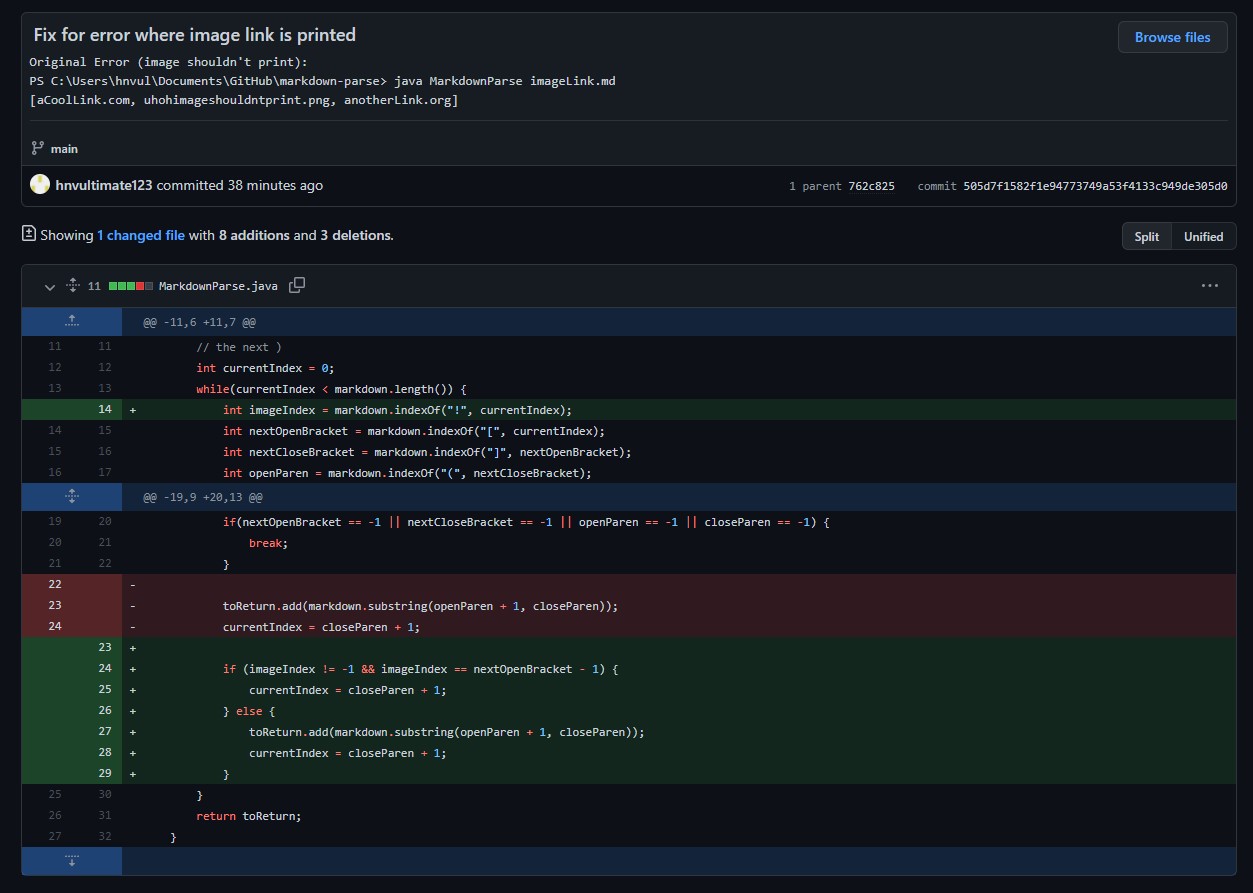 Fix for error where image link is printed
Browse files
Original Error (image shouldn't print):
PS C:\Users\hnvul\Documents\GitHub\markdown-parse> java MarkdownParse imageLink.md
[aCoolLink.com, uhohimageshouldntprint.png, anotherLink.org]
main
hnvultimate123 committed 38 minutes ago
1 parent 762c825 commit 505d7f1582f1e94773749a53f4133c949de305d0
Showing 1 changed file with 8 additions and 3 deletions.
Split Unified
11 MarkdownParse.java
@@ -11,6 +11,7 @@
11 11 // the next )
12 12 int currentIndex = 0;
13 13 while(currentIndex < markdown.length()) {
14 + int imageIndex = markdown.indexOf("!", currentIndex);
14 15 int nextOpenBracket = markdown.indexOf("[", currentIndex);
15 16 int nextCloseBracket = markdown.indexOf("]", nextOpenBracket);
16 17 int openParen = markdown.indexOf("(", nextCloseBracket);
@@ -19,9 +20,13 @@
19 20 if(nextOpenBracket == -1 || nextCloseBracket == -1 || openParen == -1 || closeParen == -1) {
20 21 break;
21 22 }
22 -
23 - toReturn.add(markdown.substring(openParen + 1, closeParen));
24 - currentIndex = closeParen + 1;
23 +
24 + if (imageIndex != -1 && imageIndex == nextOpenBracket - 1) {
25 + currentIndex = closeParen + 1;
26 + } else {
27 + toReturn.add(markdown.substring(openParen + 1, closeParen));
28 + currentIndex = closeParen + 1;
29 + }
25 30 }
26 31 return toReturn;
27 32 }